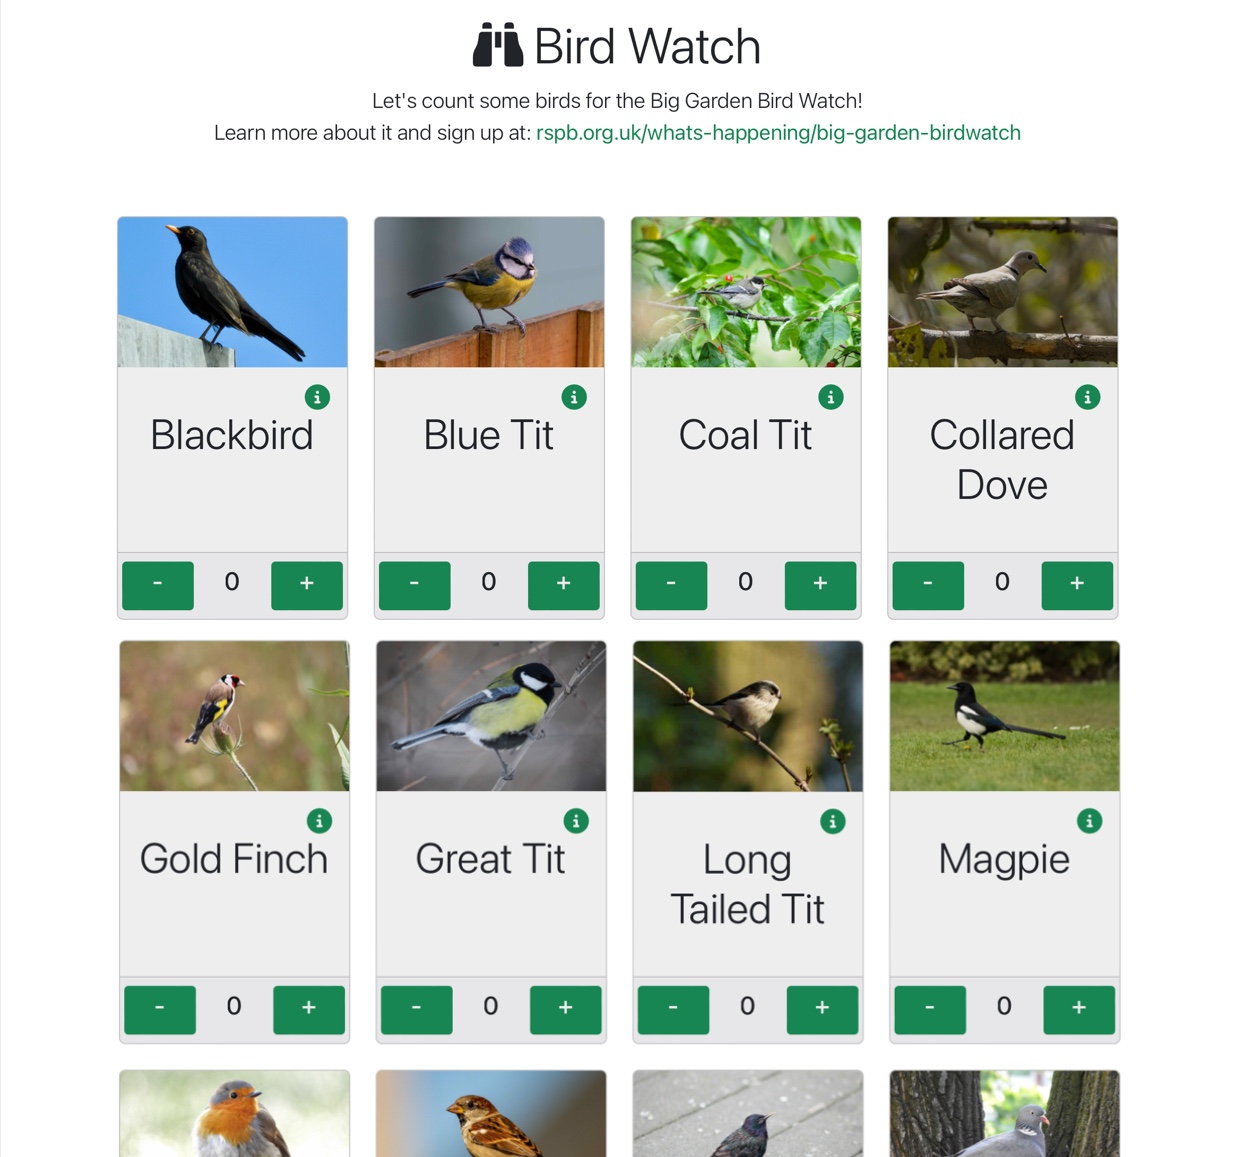 Bird Watch
Let's count some birds for the Big Garden Bird Watch!
Learn more about it and sign up at: rspb.org.uk/whats-happening/big-garden-birdwatch
i i i i
Blackbird Blue Tit Coal Tit Collared
Dove
- 0 + - 0 + - 0 + - 0 +
i i i i
Gold Finch Great Tit Long Magpie
Tailed Tit
- 0 + - 0 + - 0 + - 0 +